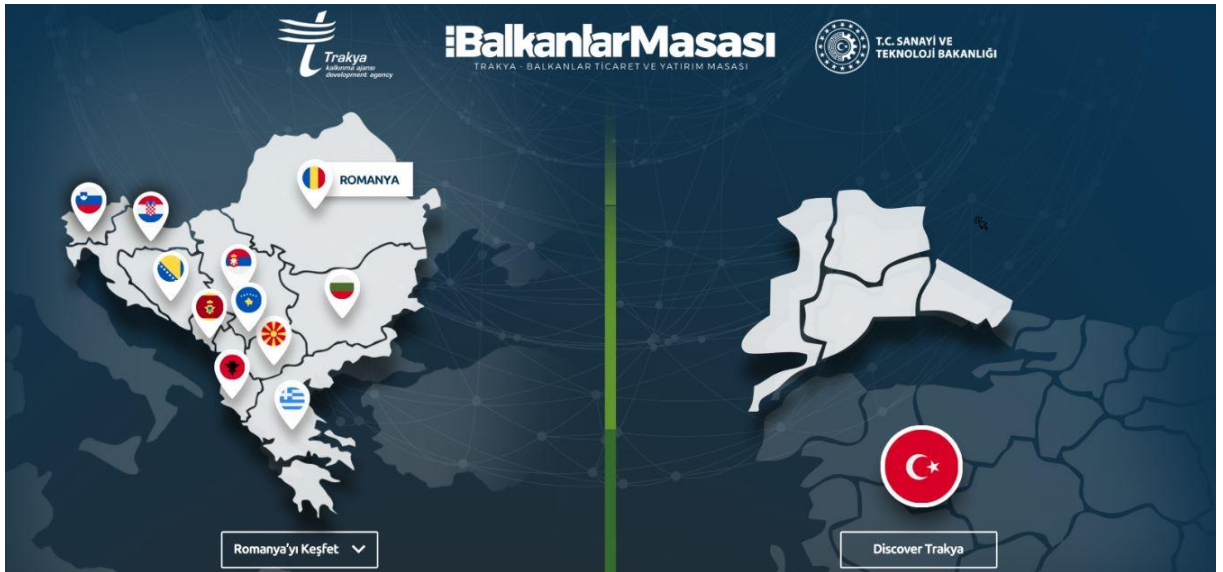 Trakya
kalkınma ajansı
development agency
BalkanlarMasası
TRAKYA - BALKANLAR TİCARET VE YATIRIM MASASI
T.C. SANAYİ VE
TEKNOLOJİ BAKANLIĞI
ROMANYA
Romanya'yı Keşfet
Discover Trakya